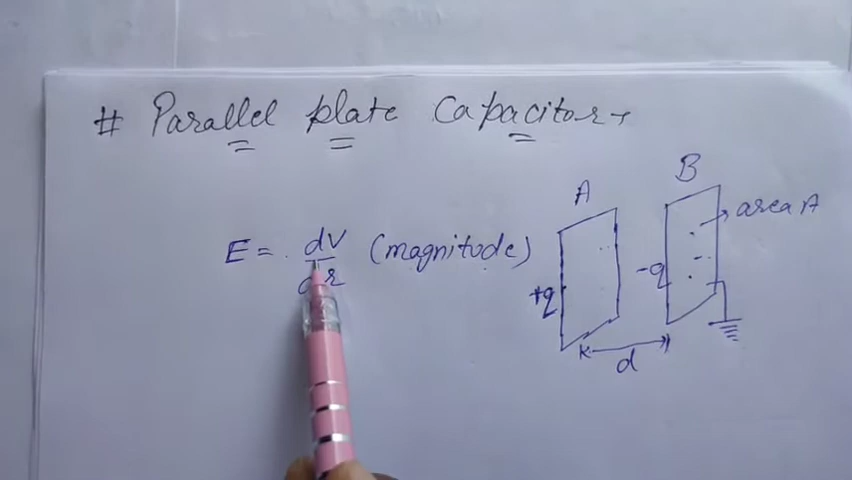 # Parallel plate Capacitor
E = dV/dr (magnitude)
A
B
area A
+q
-q
d